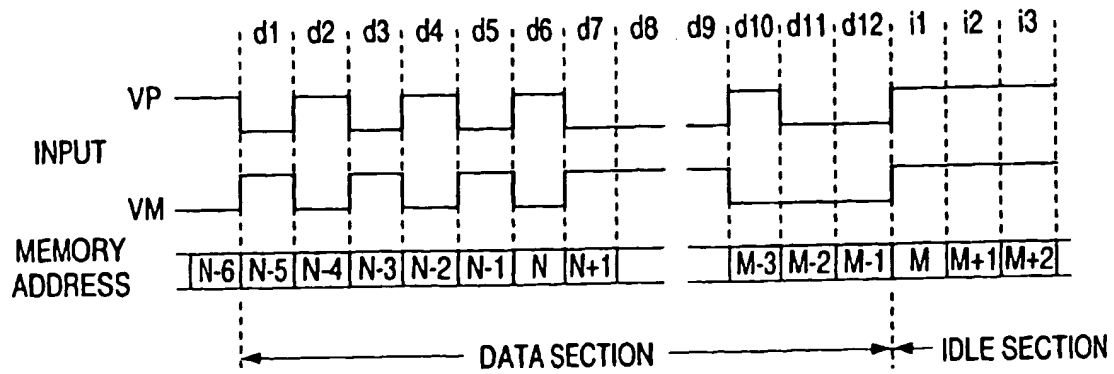 d1 d2 d3 d4 d5 d6 d7 d8 d9 d10 d11 d12 i1 i2 i3
VP
INPUT
VM
MEMORY ADDRESS
N-6 N-5 N-4 N-3 N-2 N-1 N N+1 M-3 M-2 M-1 M M+1 M+2
DATA SECTION IDLE SECTION